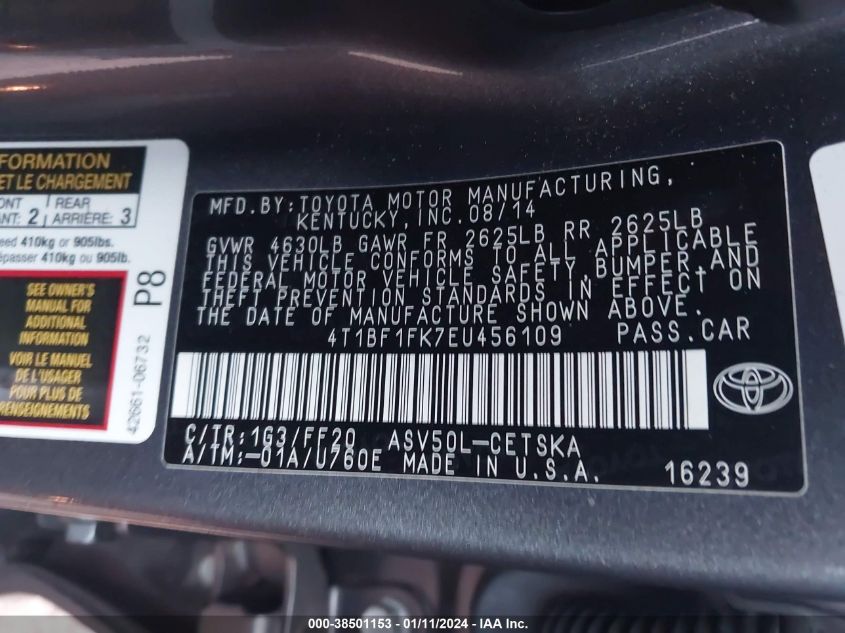 FORMATION
ET LE CHARGEMENT
ONT 2 REAR 3
ANT: ARRIÈRE:
eed 410kg or 905lbs.
épasser 410kg ou 905lb.
SEE OWNER'S
MANUAL FOR
ADDITIONAL
INFORMATION
VOIR LE MANUEL
DE L'USAGER
POUR PLUS DE
RENSEIGNEMENTS
P8
42661-06732
MFD.BY:TOYOTA MOTOR MANUFACTURING,
KENTUCKY,INC.08/14
GVWR 4630LB GAWR FR 2625LB RR 2625LB
THIS VEHICLE CONFORMS TO ALL APPLICABLE
FEDERAL MOTOR VEHICLE SAFETY,BUMPER,AND
THEFT PREVENTION STANDARDS IN EFFECT ON
THE DATE OF MANUFACTURE SHOWN ABOVE.
4T1BF1FK7EU456109 PASS.CAR
C/TR:1G3/FF20 ASV50L-CETSKA
A/TM:-01A/U760E MADE IN U.S.A. 16239
TOYOTA
000-38501153 - 01/11/2024 - IAA Inc.